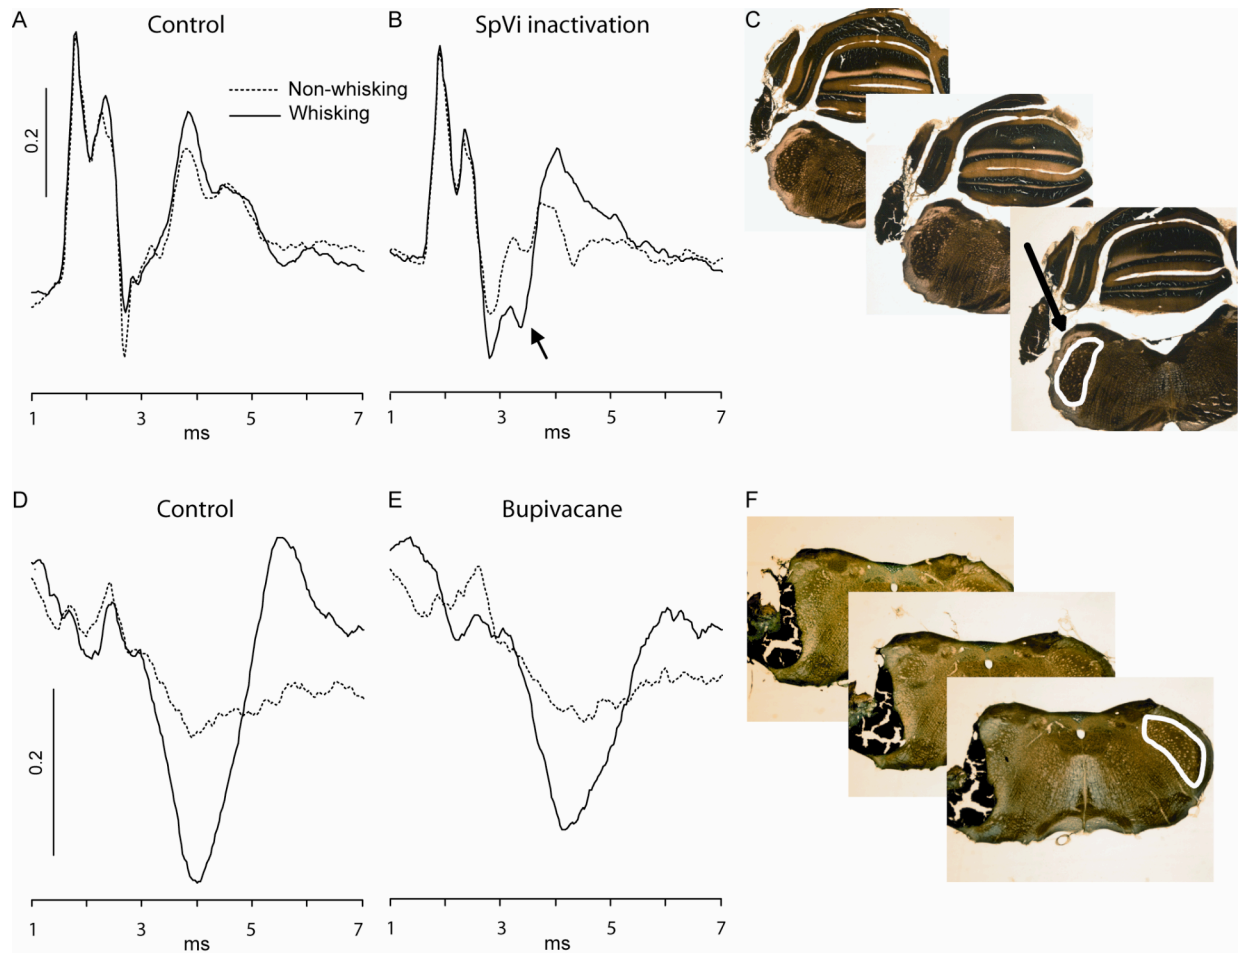 A
Control
B
SpVi inactivation
C
Non-whisking
Whisking
0.2
1
3
5
7
ms
1
3
5
7
ms
D
Control
E
Bupivacane
F
0.2
1
3
5
7
ms
1
3
5
7
ms